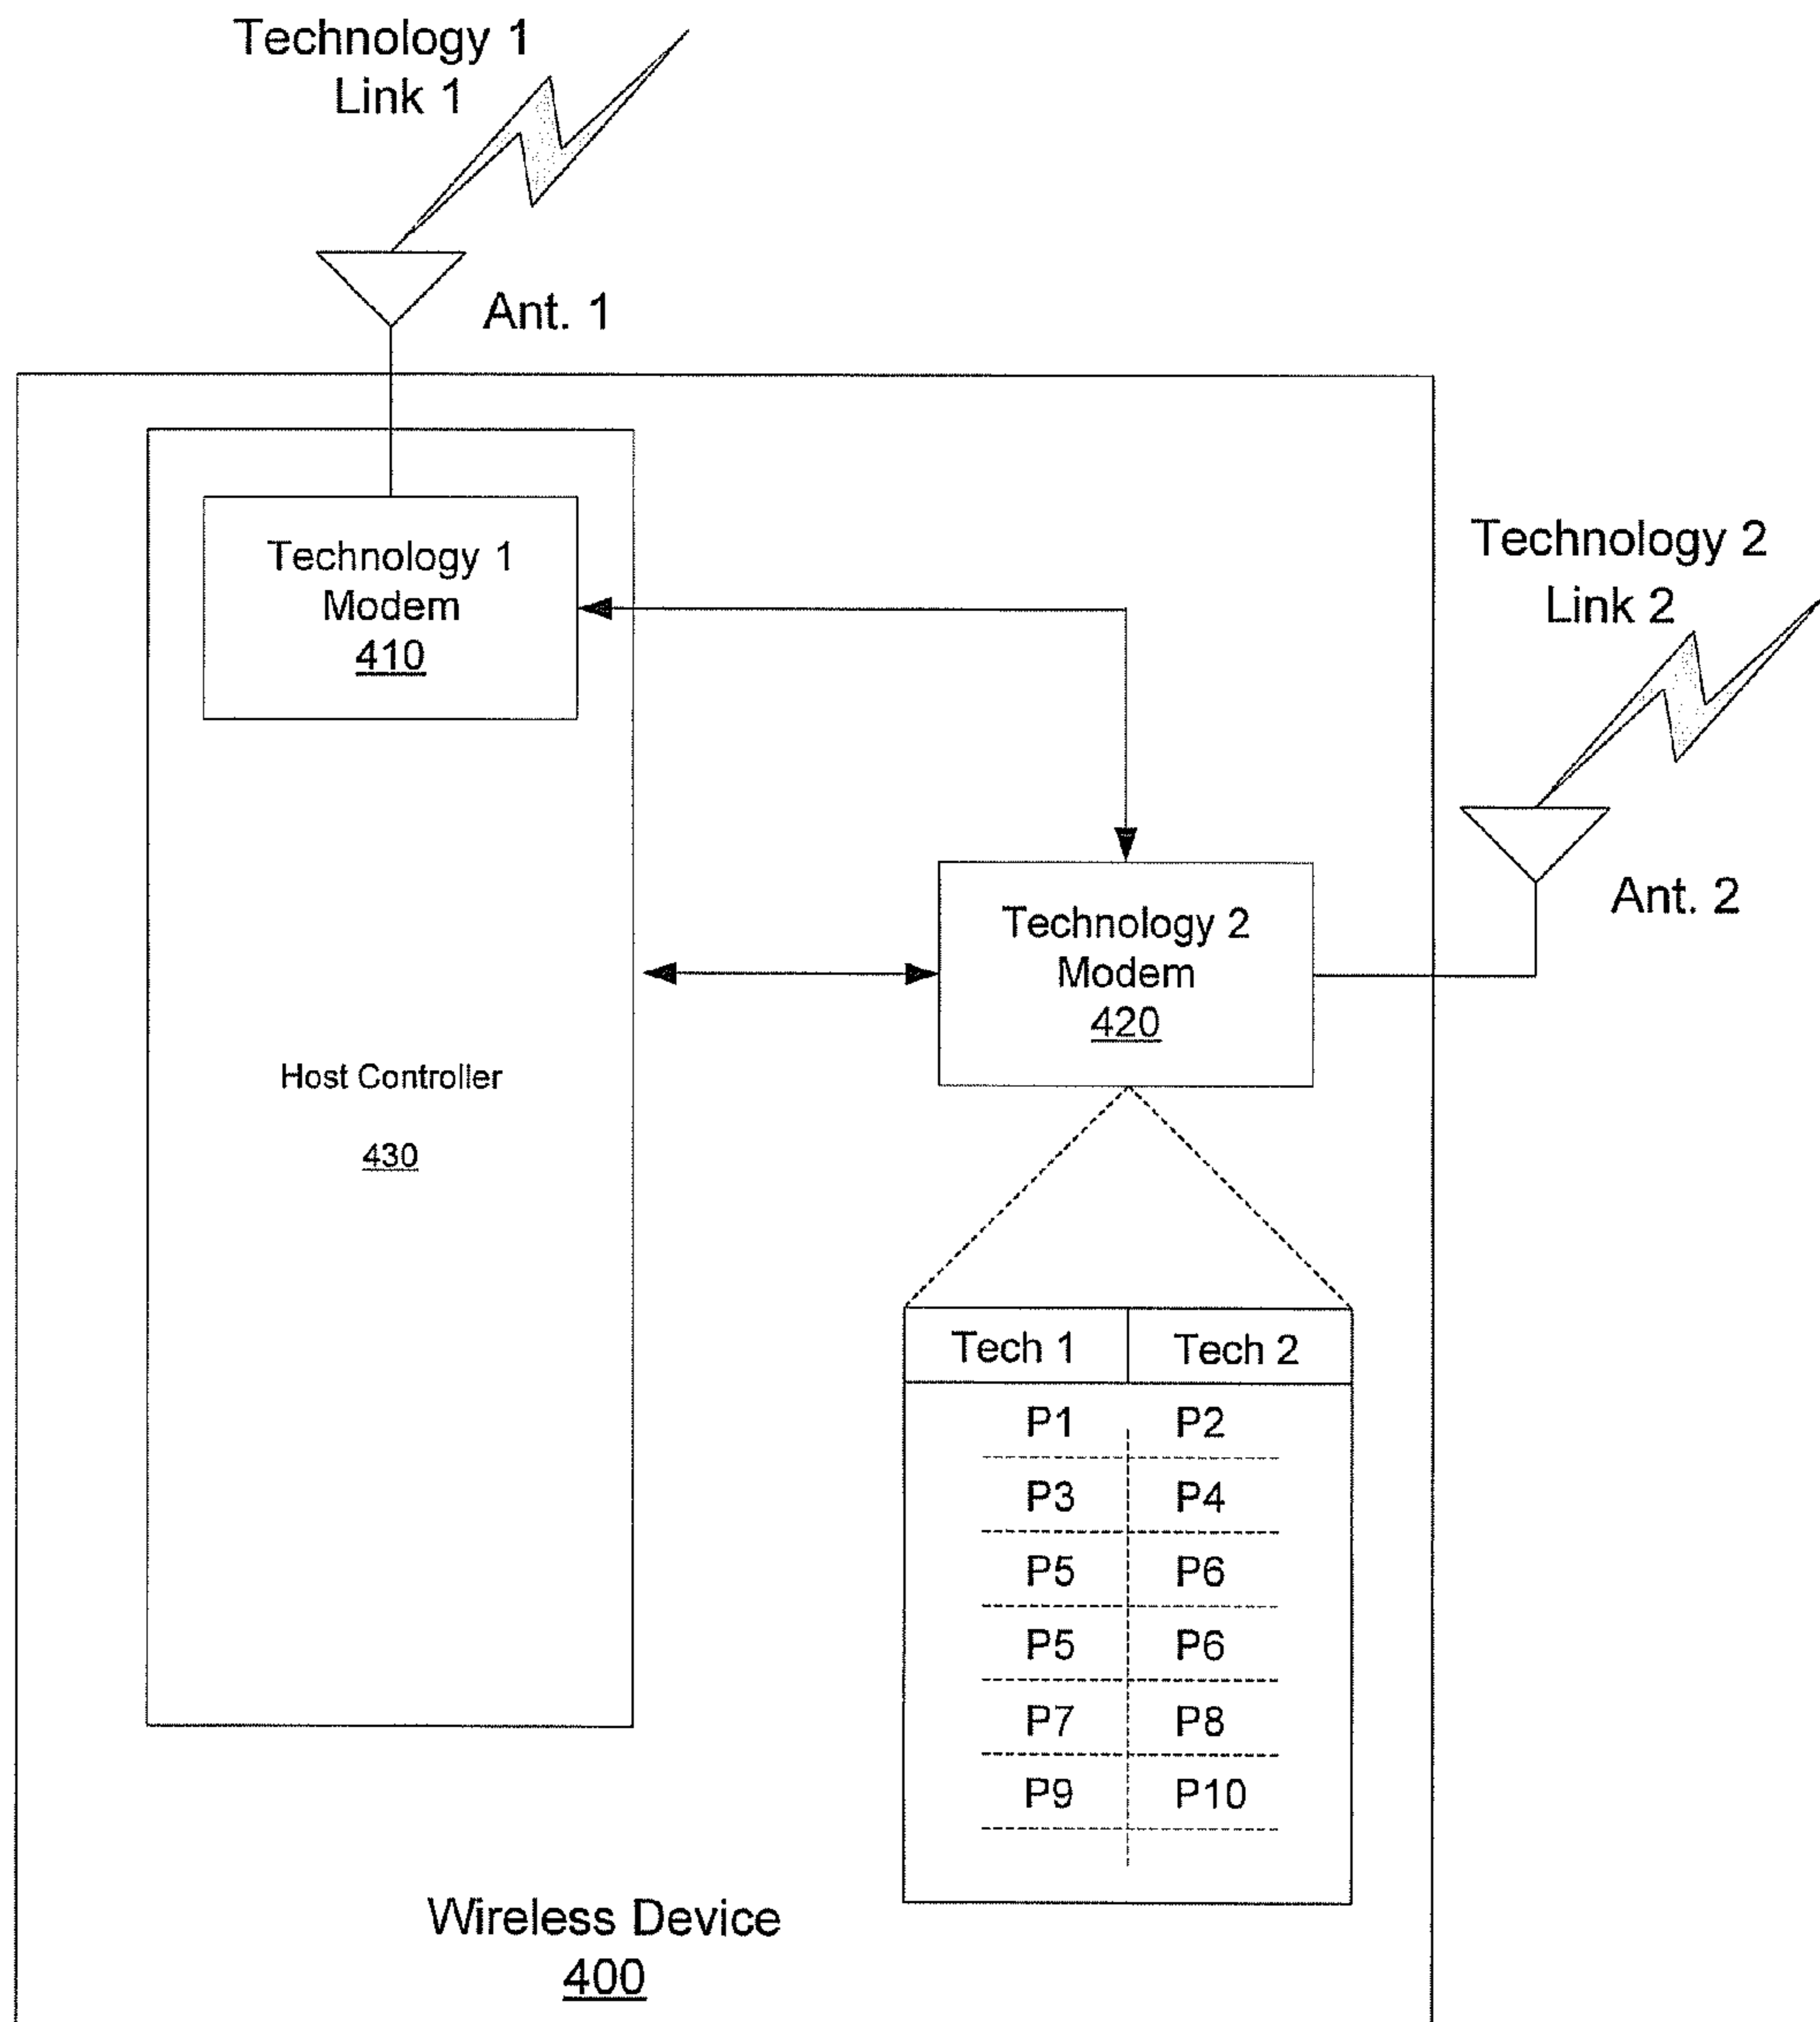 Technology 1
Link 1
Ant. 1
Technology 1
Modem
410
Technology 2
Link 2
Ant. 2
Technology 2
Modem
420
Host Controller
430
Tech 1 Tech 2
P1 P2
P3 P4
P5 P6
P5 P6
P7 P8
P9 P10
Wireless Device
400